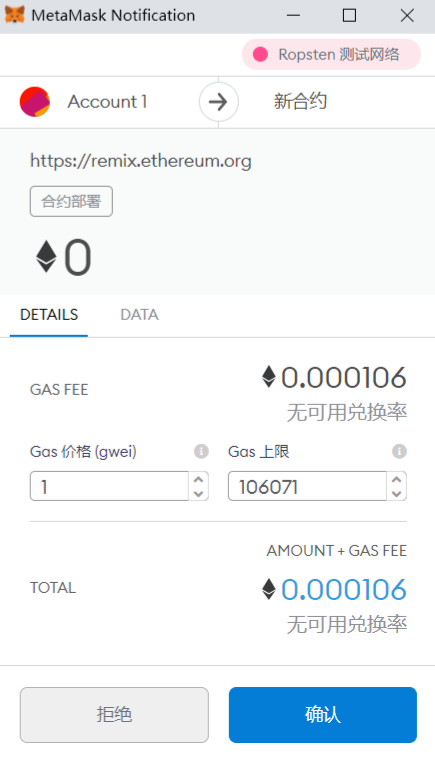 MetaMask Notification
Ropsten 测试网络
Account 1
新合约
https://remix.ethereum.org
合约部署
0
DETAILS DATA
GAS FEE
0.000106
无可用兑换率
Gas 价格 (gwei) Gas 上限
1 106071
AMOUNT + GAS FEE
TOTAL
0.000106
无可用兑换率
拒绝 确认